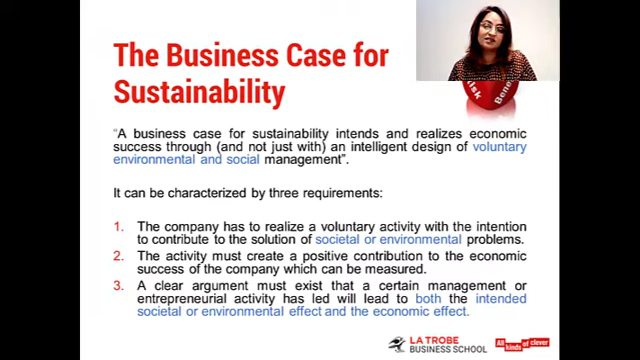 The Business Case for
Sustainability
"A business case for sustainability intends and realizes economic
success through (and not just with) an intelligent design of voluntary
environmental and social management".
It can be characterized by three requirements:
1. The company has to realize a voluntary activity with the intention
to contribute to the solution of societal or environmental problems.
2. The activity must create a positive contribution to the economic
success of the company which can be measured.
3. A clear argument must exist that a certain management or
entrepreneurial activity has led will lead to both the intended
societal or environmental effect and the economic effect.
LA TROBE
BUSINESS SCHOOL
All
kinds of clever